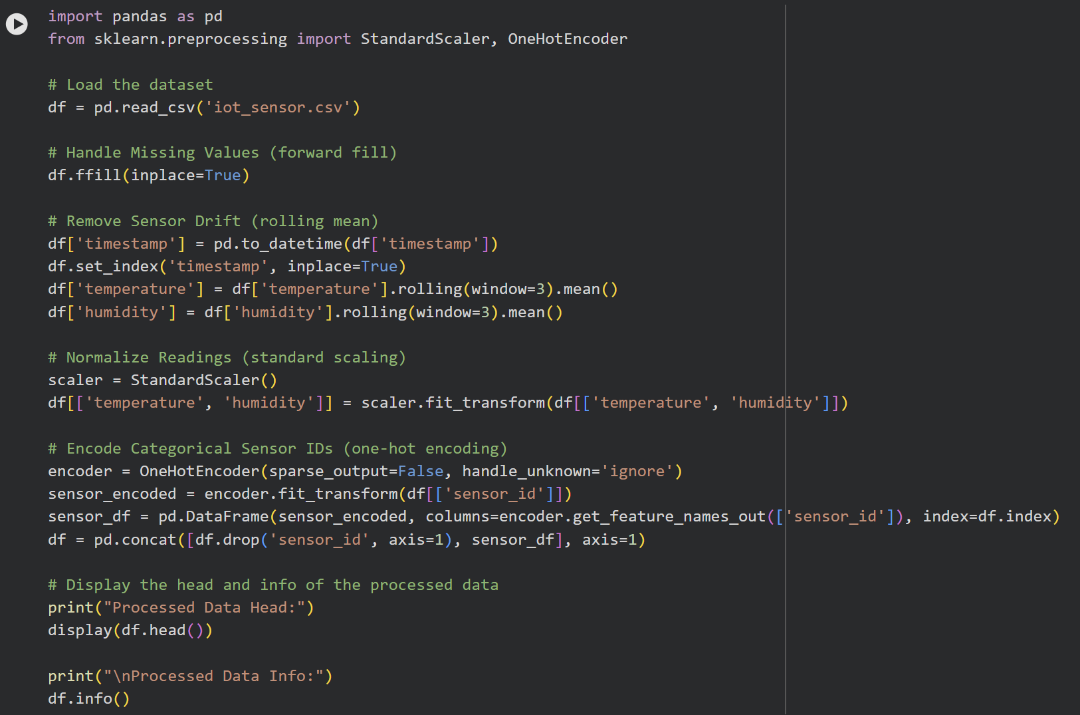 import pandas as pd
from sklearn.preprocessing import StandardScaler, OneHotEncoder
# Load the dataset
df = pd.read_csv('iot_sensor.csv')
# Handle Missing Values (forward fill)
df.ffill(inplace=True)
# Remove Sensor Drift (rolling mean)
df['timestamp'] = pd.to_datetime(df['timestamp'])
df.set_index('timestamp', inplace=True)
df['temperature'] = df['temperature'].rolling(window=3).mean()
df['humidity'] = df['humidity'].rolling(window=3).mean()
# Normalize Readings (standard scaling)
scaler = StandardScaler()
df[['temperature', 'humidity']] = scaler.fit_transform(df[['temperature', 'humidity']])
# Encode Categorical Sensor IDs (one-hot encoding)
encoder = OneHotEncoder(sparse_output=False, handle_unknown='ignore')
sensor_encoded = encoder.fit_transform(df[['sensor_id']])
sensor_df = pd.DataFrame(sensor_encoded, columns=encoder.get_feature_names_out(['sensor_id']), index=df.index)
df = pd.concat([df.drop('sensor_id', axis=1), sensor_df], axis=1)
# Display the head and info of the processed data
print("Processed Data Head:")
display(df.head())
print("\nProcessed Data Info:")
df.info()